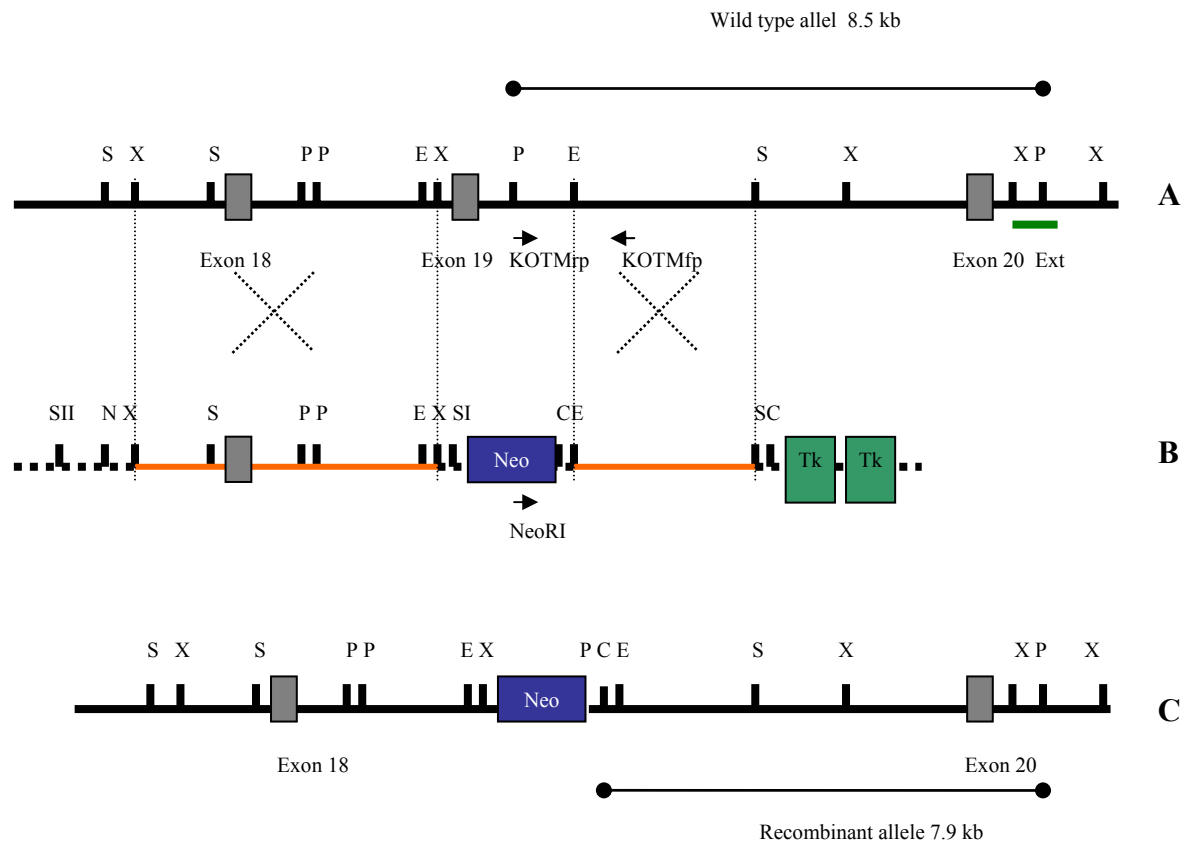 Wild type allel 8.5 kb
S X S P P E X P E S X X P X
A
Exon 18 Exon 19 KOTMrp KOTMfp Exon 20 Ext
SII N X S P P E X SI CE SC
Neo Tk Tk
B
NeoRI
S X S P P E X P C E S X X P X
Neo
C
Exon 18 Exon 20
Recombinant allele 7.9 kb